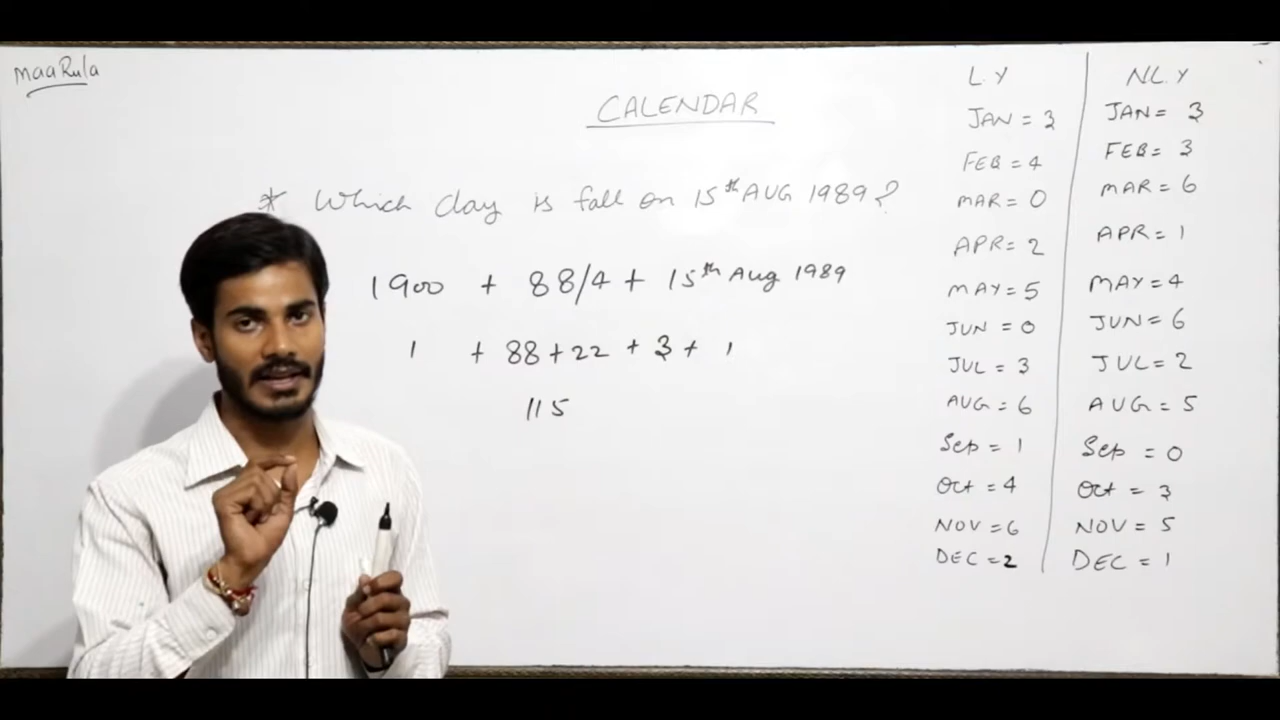 maaRula
CALENDAR
* Which day is fall on 15th AUG 1989?
1900 + 88/4 + 15th Aug 1989
1 + 88 + 22 + 3 + 1
115
L.Y
JAN = 3
FEB = 4
MAR = 0
APR = 2
MAY = 5
JUN = 0
JUL = 3
AUG = 6
Sep = 1
Oct = 4
NOV = 6
DEC = 2
NL.Y
JAN = 3
FEB = 3
MAR = 6
APR = 1
MAY = 4
JUN = 6
JUL = 2
AUG = 5
Sep = 0
Oct = 3
NOV = 5
DEC = 1